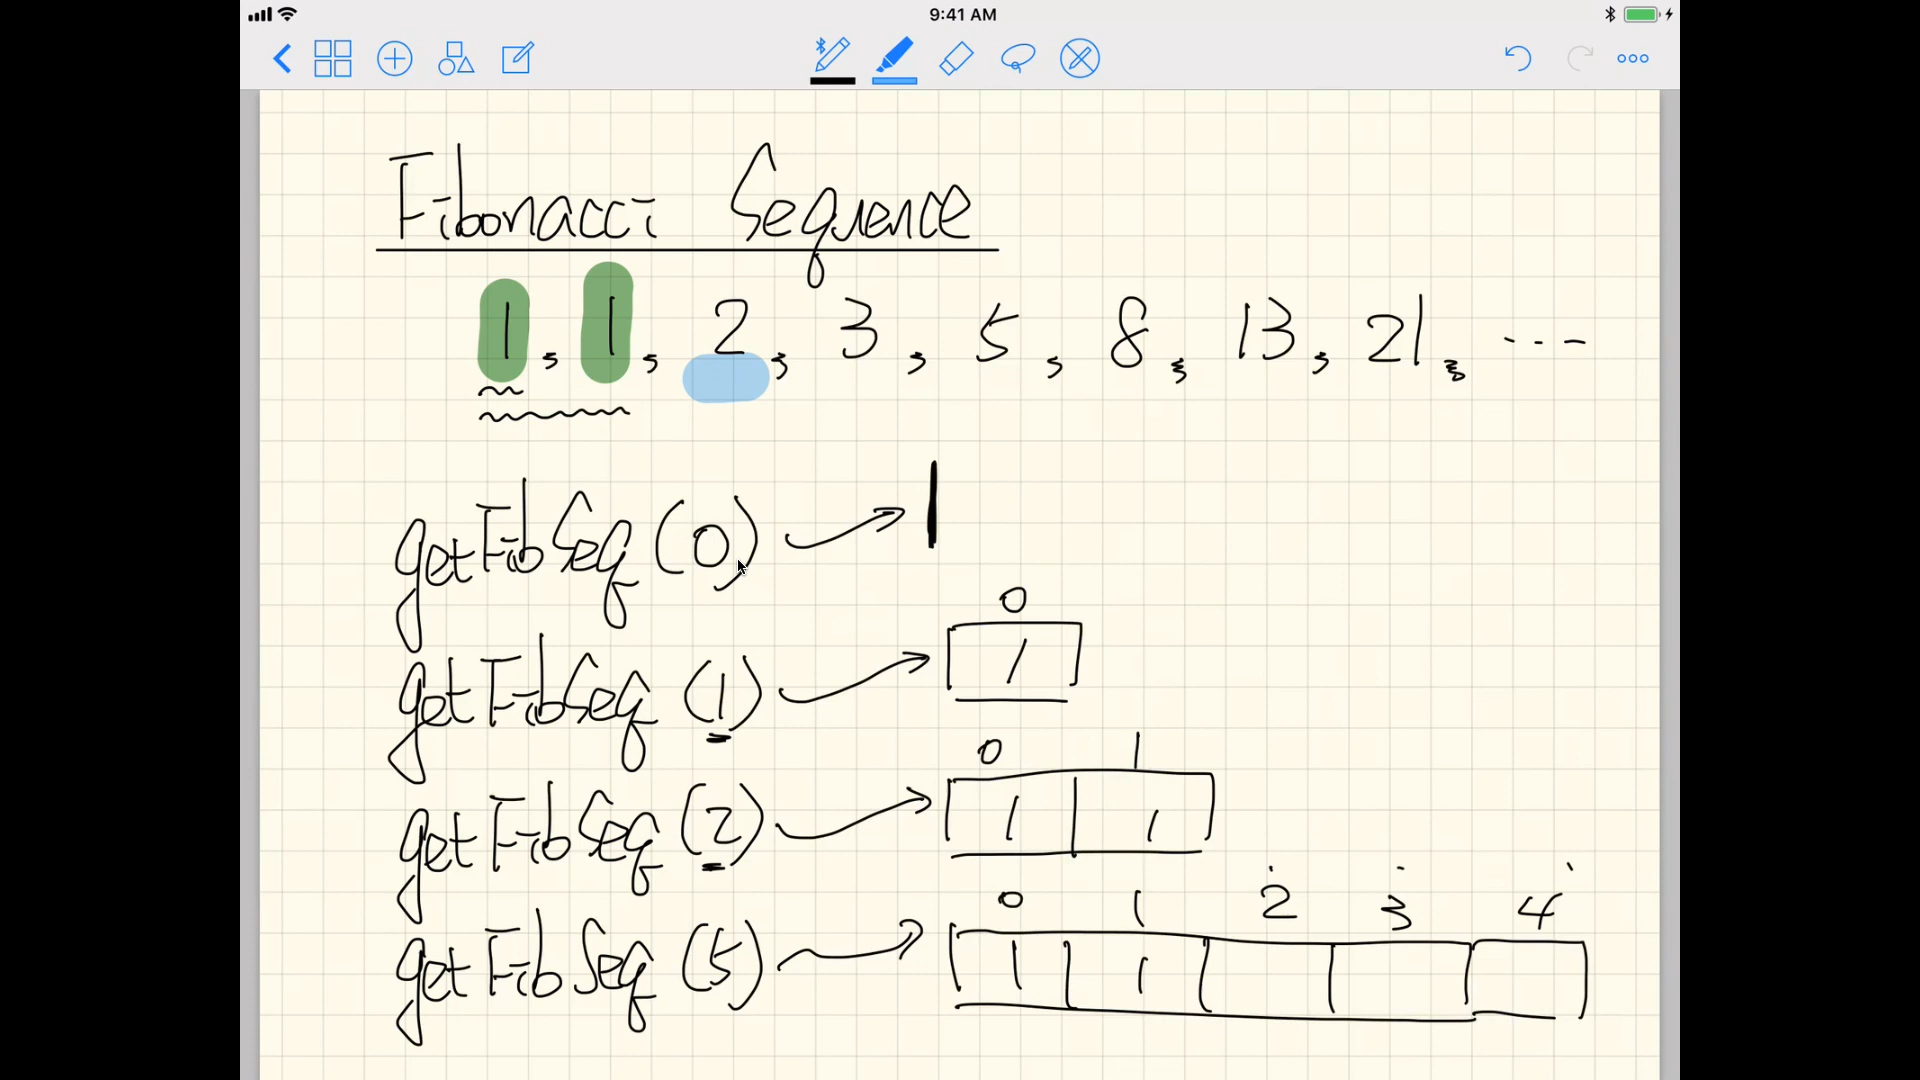 9:41 AM
Fibonacci Sequence
1, 1, 2, 3, 5, 8, 13, 21, ...
getFibSeq (0)
0
1
getFibSeq (1)
0 1
1 1
getFibSeq (2)
0 1 2 3 4
1 1
getFibSeq (5)